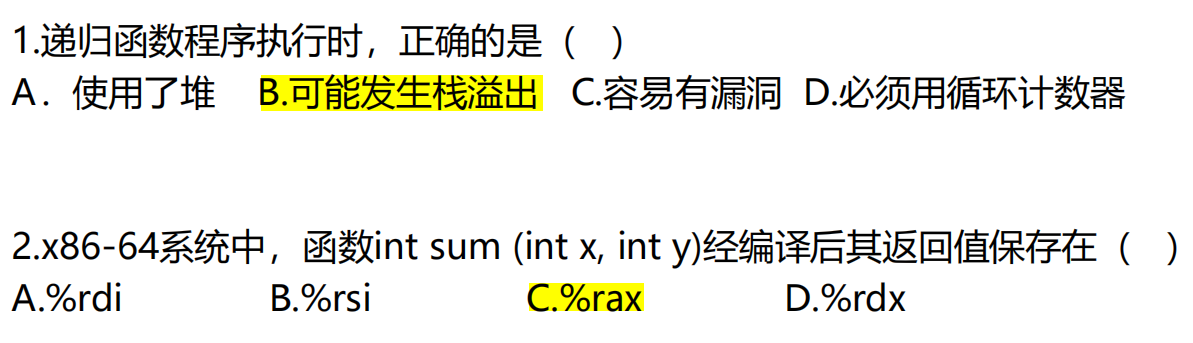 1.递归函数程序执行时，正确的是（   ）
A．使用了堆   B.可能发生栈溢出   C.容易有漏洞  D.必须用循环计数器
2.x86-64系统中，函数int sum (int x, int y)经编译后其返回值保存在（   ）
A.%rdi   B.%rsi   C.%rax   D.%rdx